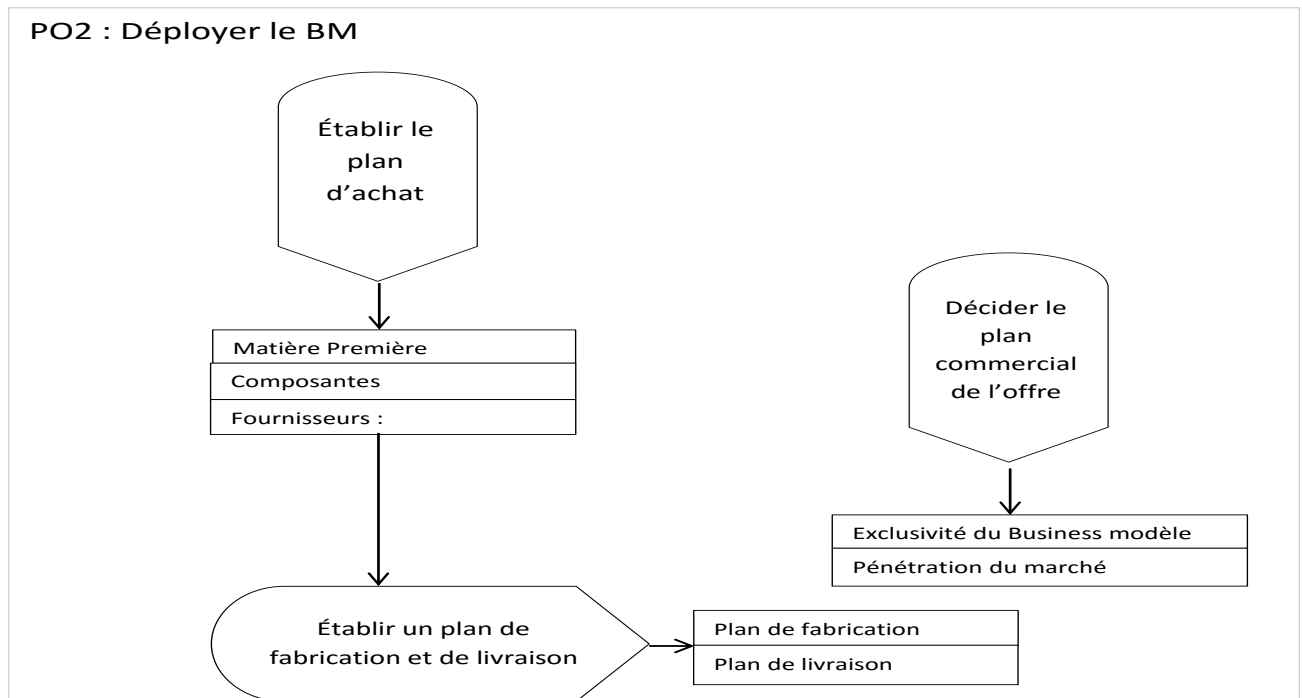 PO2 : Déployer le BM
Établir le
plan
d’achat
Matière Première
Composantes
Fournisseurs :
Décider le
plan
commercial
de l’offre
Exclusivité du Business modèle
Pénétration du marché
Établir un plan de
fabrication et de livraison
Plan de fabrication
Plan de livraison